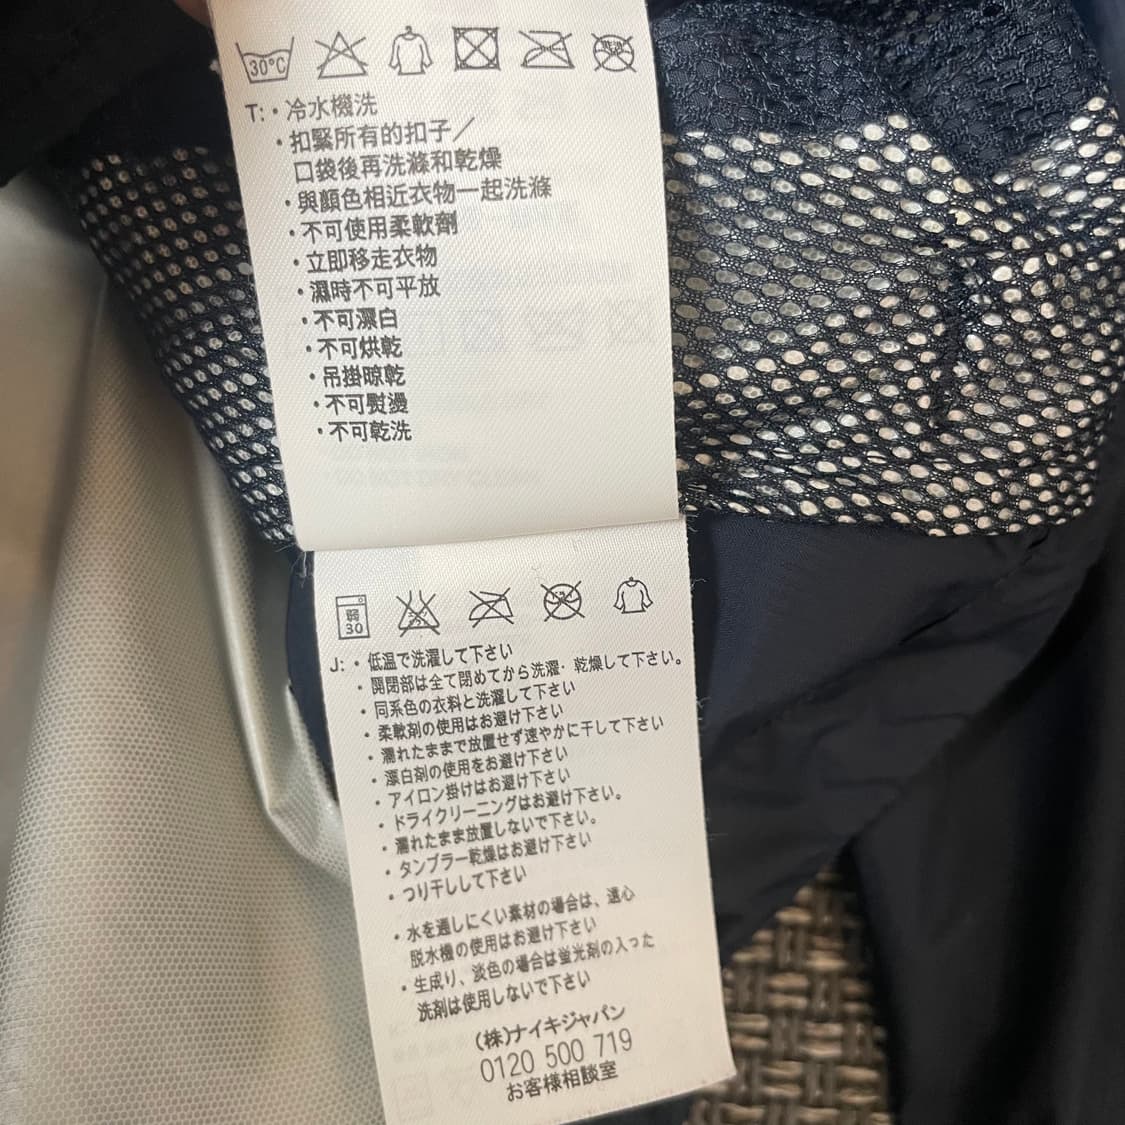 30°C
T:・冷水機洗
・扣緊所有的扣子／
口袋後再洗滌和乾燥
・與顏色相近衣物一起洗滌
・不可使用柔軟劑
・立即移走衣物
・濕時不可平放
・不可漂白
・不可烘乾
・吊掛晾乾
・不可熨燙
・不可乾洗
弱
30
J:・低温で洗濯して下さい
・開閉部は全て閉めてから洗濯・乾燥して下さい。
・同系色の衣料と洗濯して下さい
・柔軟剤の使用はお避け下さい
・濡れたままで放置せず速やかに干して下さい
・漂白剤の使用をお避け下さい
・アイロン掛けはお避け下さい
・ドライクリーニングはお避け下さい。
・濡れたまま放置しないで下さい。
・タンブラー乾燥はお避け下さい
・つり干しして下さい
・水を通しにくい素材の場合は、遠心
脱水機の使用はお避け下さい
・生成り、淡色の場合は蛍光剤の入った
洗剤は使用しないで下さい
(株)ナイキジャパン
0120 500 719
お客様相談室